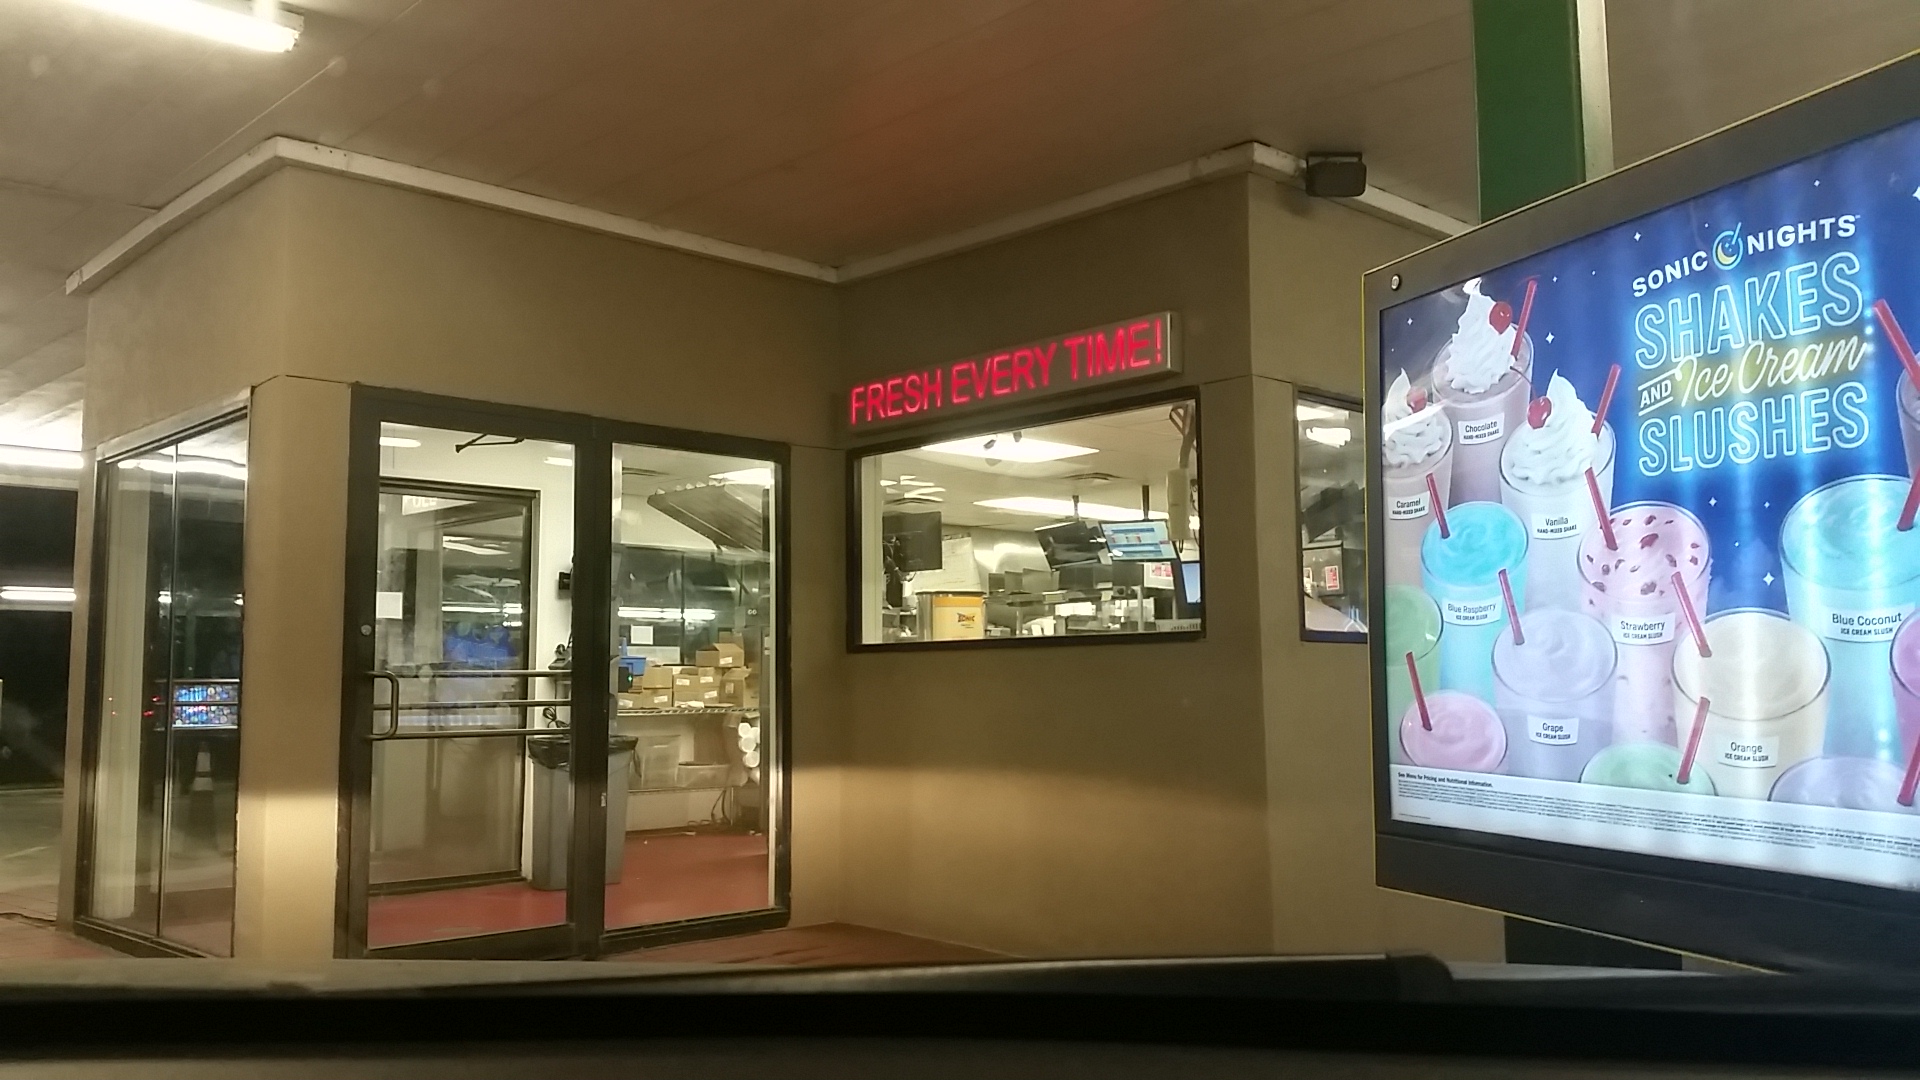 FRESH EVERY TIME!
SONIC
SONIC NIGHTS
SHAKES
AND Ice Cream
SLUSHES
Chocolate
HAND-MIXED SHAKE
Caramel
HAND-MIXED SHAKE
Vanilla
HAND-MIXED SHAKE
Blue Raspberry
ICE CREAM SLUSH
Strawberry
ICE CREAM SLUSH
Blue Coconut
ICE CREAM SLUSH
Grape
ICE CREAM SLUSH
Orange
ICE CREAM SLUSH
See Menu for Pricing and Nutritional Information.